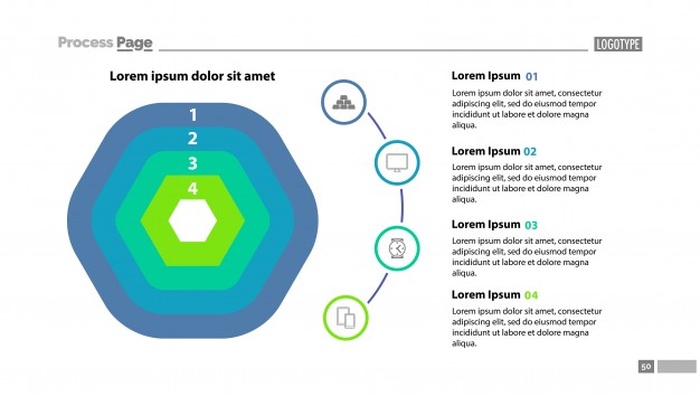 Process Page
LOGOTYPE
Lorem ipsum dolor sit amet
1
2
3
4
Lorem Ipsum 01
Lorem ipsum dolor sit amet, consectetur
adipiscing elit, sed do eiusmod tempor
incididunt ut labore et dolore magna
aliqua.
Lorem Ipsum 02
Lorem ipsum dolor sit amet, consectetur
adipiscing elit, sed do eiusmod tempor
incididunt ut labore et dolore magna
aliqua.
Lorem Ipsum 03
Lorem ipsum dolor sit amet, consectetur
adipiscing elit, sed do eiusmod tempor
incididunt ut labore et dolore magna
aliqua.
Lorem Ipsum 04
Lorem ipsum dolor sit amet, consectetur
adipiscing elit, sed do eiusmod tempor
incididunt ut labore et dolore magna
aliqua.
50